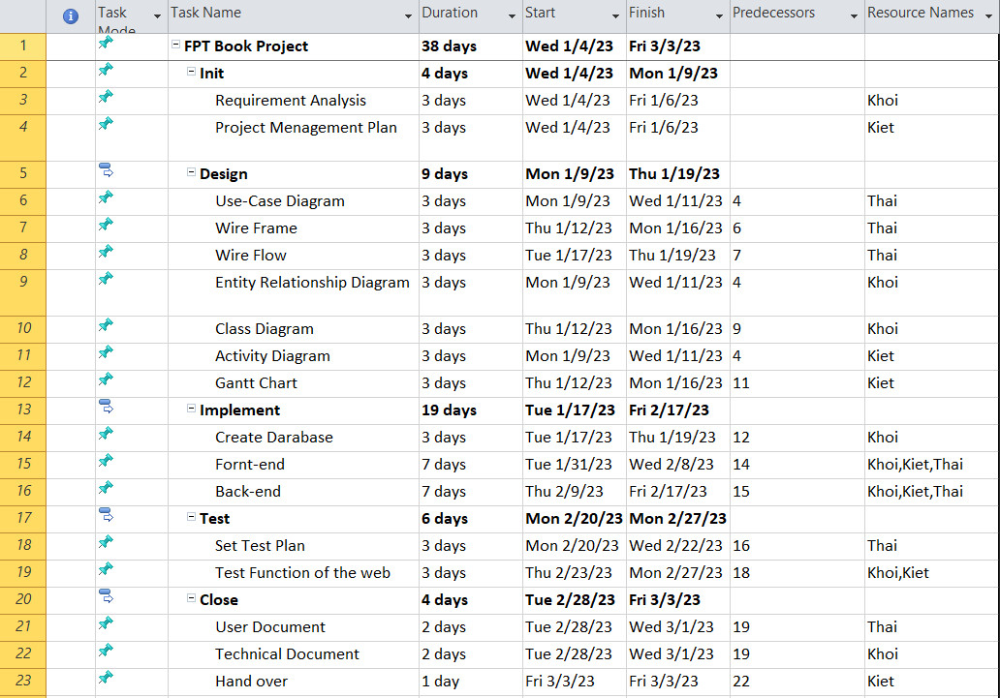 i Task Mode Task Name Duration Start Finish Predecessors Resource Names
1 FPT Book Project 38 days Wed 1/4/23 Fri 3/3/23
2 Init 4 days Wed 1/4/23 Mon 1/9/23
3 Requirement Analysis 3 days Wed 1/4/23 Fri 1/6/23 Khoi
4 Project Menagement Plan 3 days Wed 1/4/23 Fri 1/6/23 Kiet
5 Design 9 days Mon 1/9/23 Thu 1/19/23
6 Use-Case Diagram 3 days Mon 1/9/23 Wed 1/11/23 4 Thai
7 Wire Frame 3 days Thu 1/12/23 Mon 1/16/23 6 Thai
8 Wire Flow 3 days Tue 1/17/23 Thu 1/19/23 7 Thai
9 Entity Relationship Diagram 3 days Mon 1/9/23 Wed 1/11/23 4 Khoi
10 Class Diagram 3 days Thu 1/12/23 Mon 1/16/23 9 Khoi
11 Activity Diagram 3 days Mon 1/9/23 Wed 1/11/23 4 Kiet
12 Gantt Chart 3 days Thu 1/12/23 Mon 1/16/23 11 Kiet
13 Implement 19 days Tue 1/17/23 Fri 2/17/23
14 Create Darabase 3 days Tue 1/17/23 Thu 1/19/23 12 Khoi
15 Fornt-end 7 days Tue 1/31/23 Wed 2/8/23 14 Khoi,Kiet,Thai
16 Back-end 7 days Thu 2/9/23 Fri 2/17/23 15 Khoi,Kiet,Thai
17 Test 6 days Mon 2/20/23 Mon 2/27/23
18 Set Test Plan 3 days Mon 2/20/23 Wed 2/22/23 16 Thai
19 Test Function of the web 3 days Thu 2/23/23 Mon 2/27/23 18 Khoi,Kiet
20 Close 4 days Tue 2/28/23 Fri 3/3/23
21 User Document 2 days Tue 2/28/23 Wed 3/1/23 19 Thai
22 Technical Document 2 days Tue 2/28/23 Wed 3/1/23 19 Khoi
23 Hand over 1 day Fri 3/3/23 Fri 3/3/23 22 Kiet